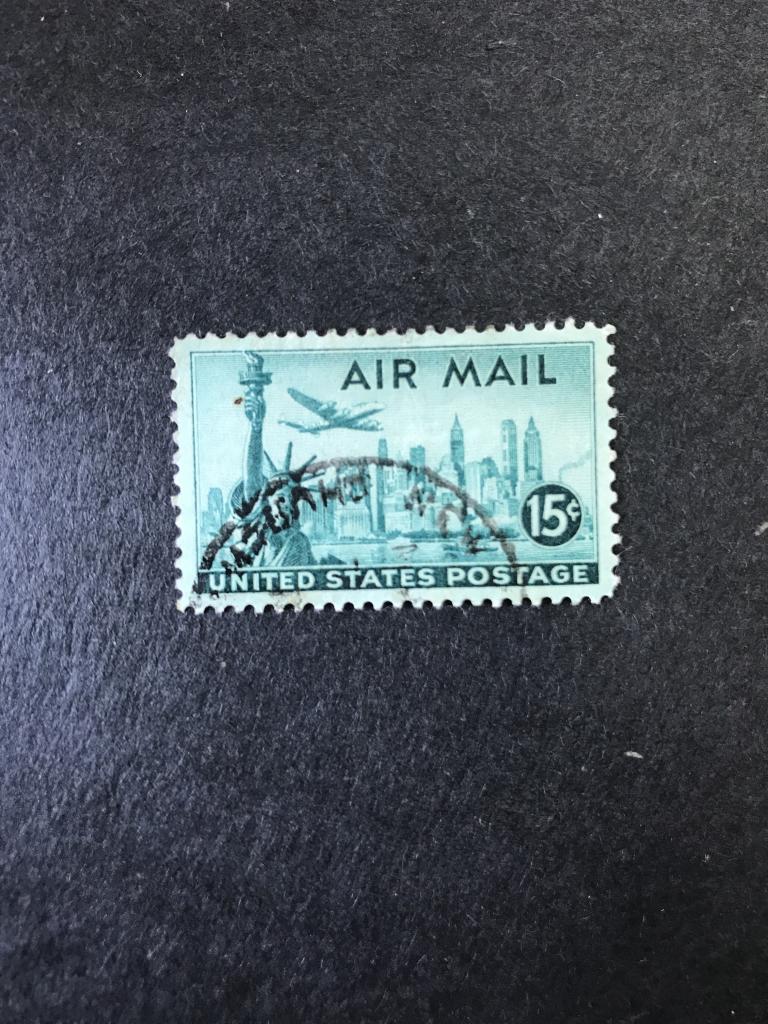 AIR MAIL
15¢
UNITED STATES POSTAGE